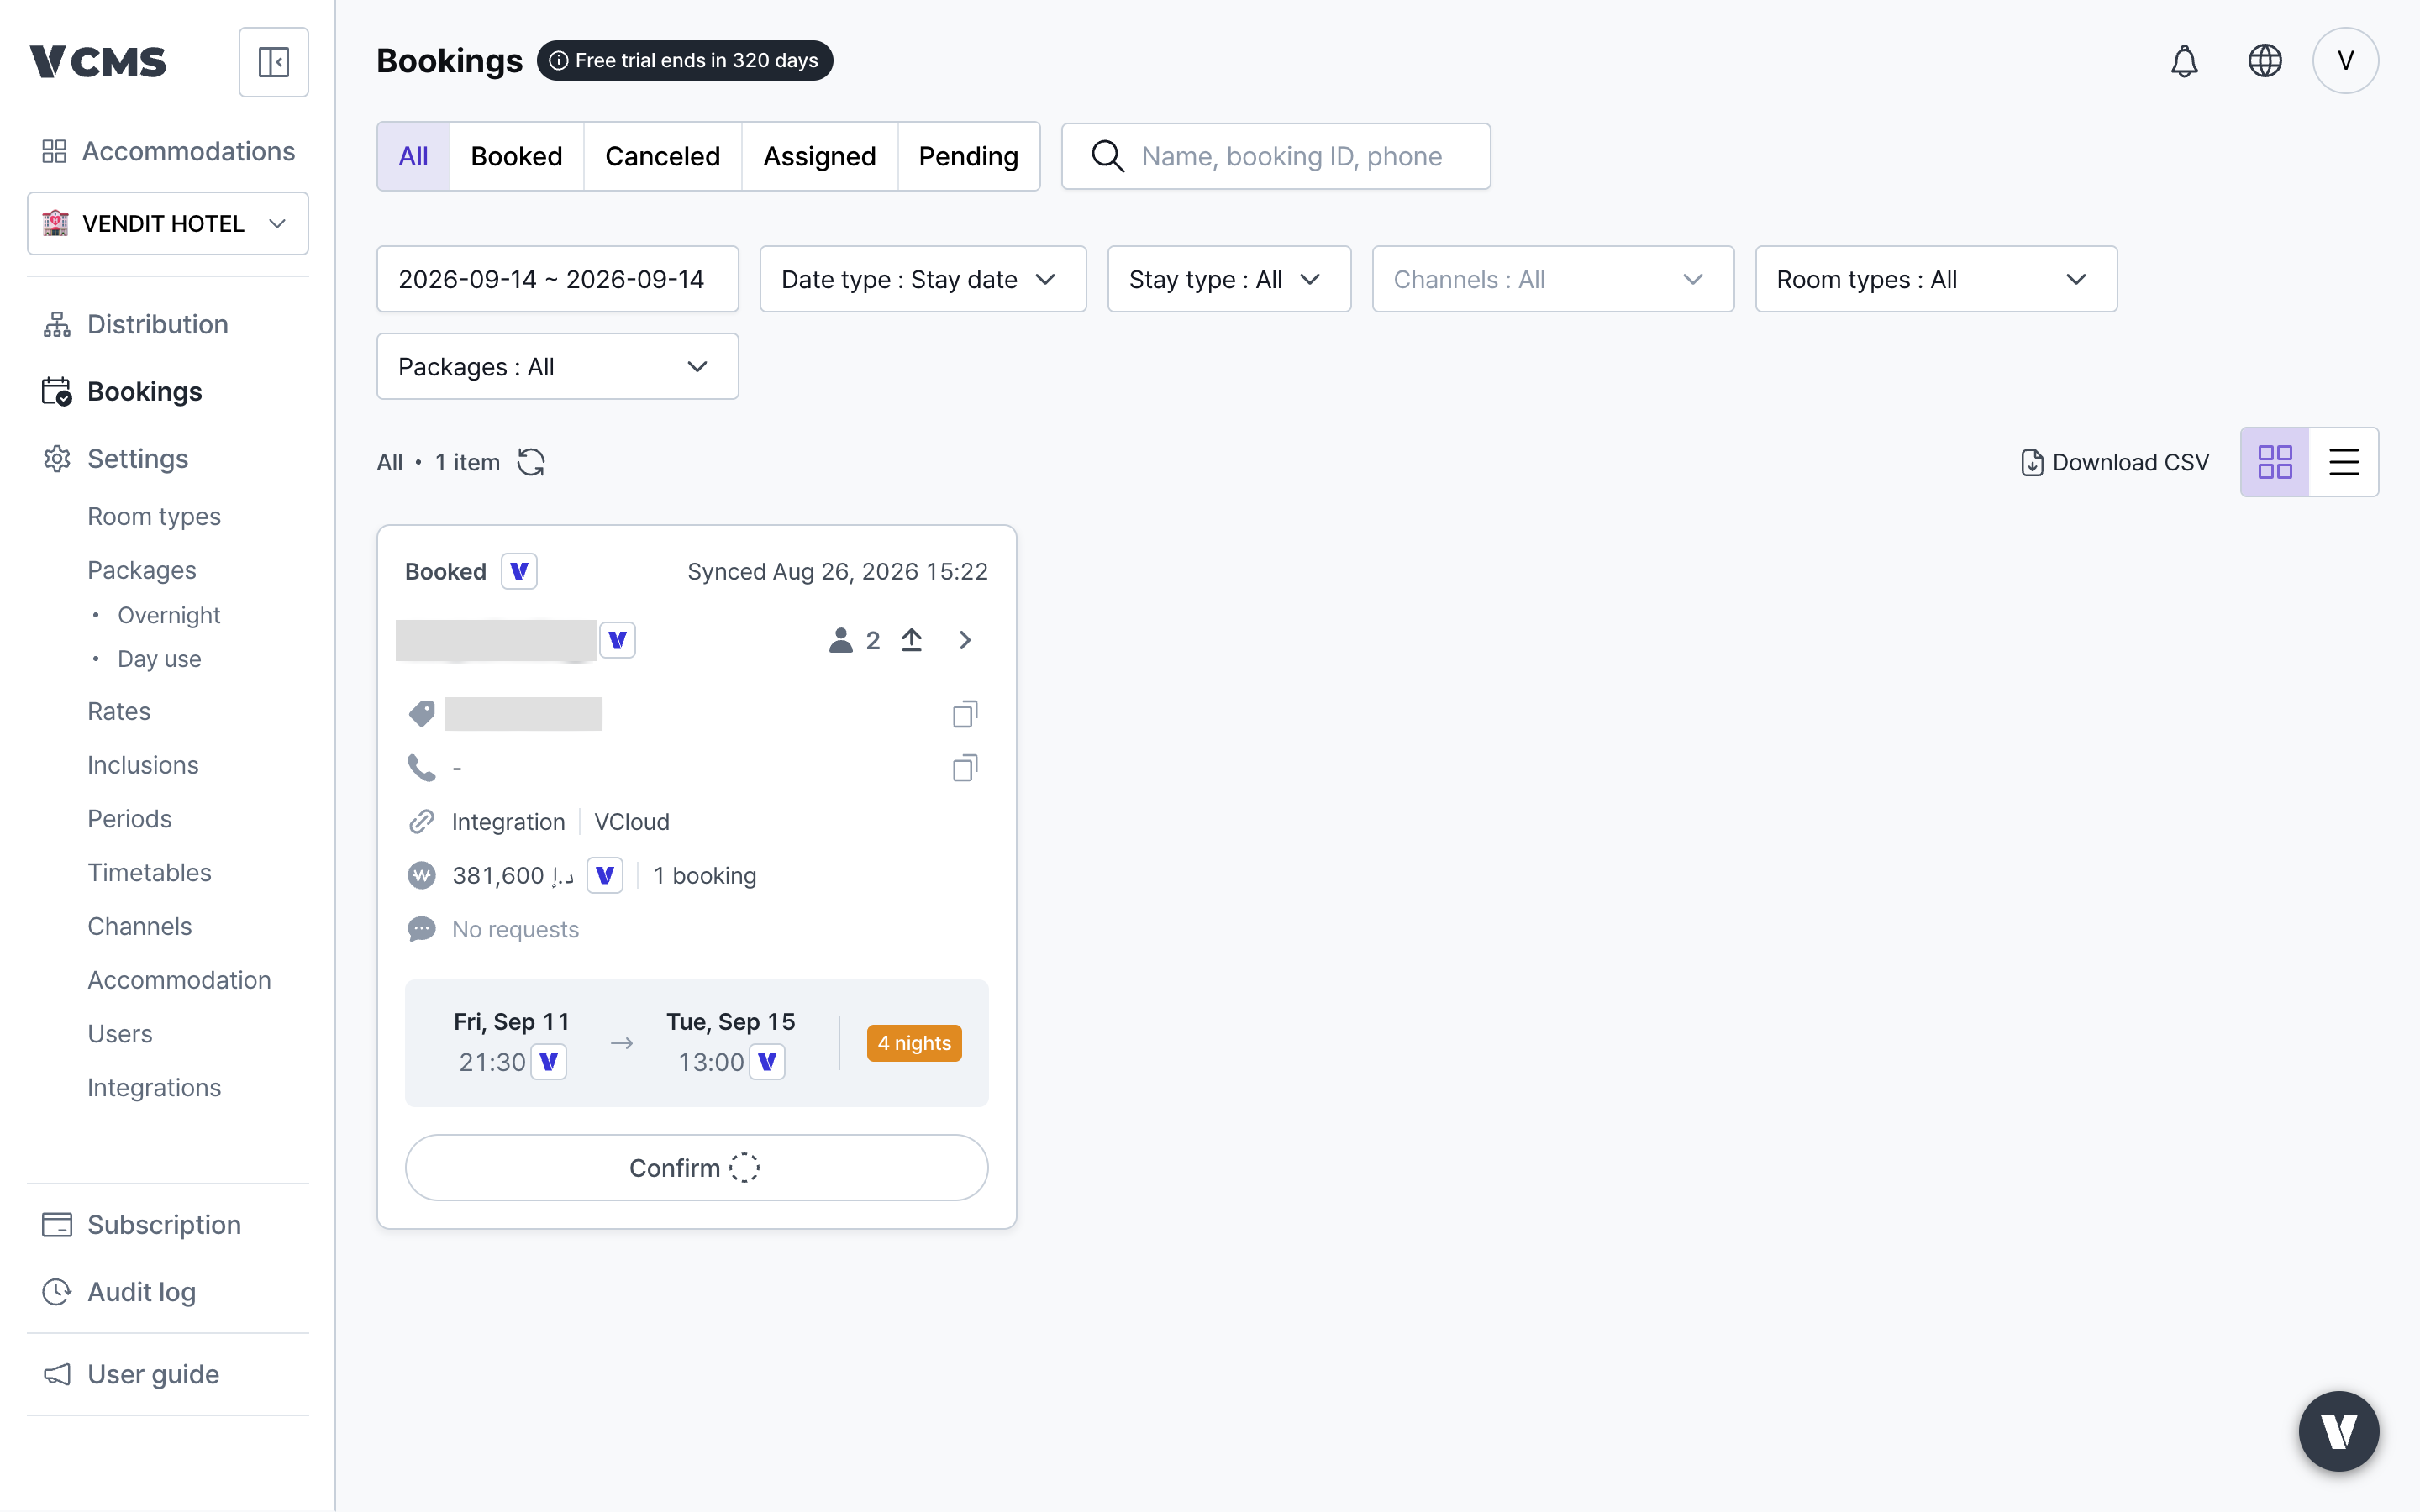 VCMS
Accommodations
VENDIT HOTEL
Distribution
Bookings
Settings
Room types
Packages
• Overnight
• Day use
Rates
Inclusions
Periods
Timetables
Channels
Accommodation
Users
Integrations
Subscription
Audit log
User guide
Bookings
Free trial ends in 320 days
V
All
Booked
Canceled
Assigned
Pending
Name, booking ID, phone
2026-09-14 ~ 2026-09-14
Date type : Stay date
Stay type : All
Channels : All
Room types : All
Packages : All
All • 1 item
Download CSV
Booked
Synced Aug 26, 2026 15:22
2
-
Integration | VCloud
381,600 د.إ | 1 booking
No requests
Fri, Sep 11 → Tue, Sep 15
21:30 13:00
4 nights
Confirm